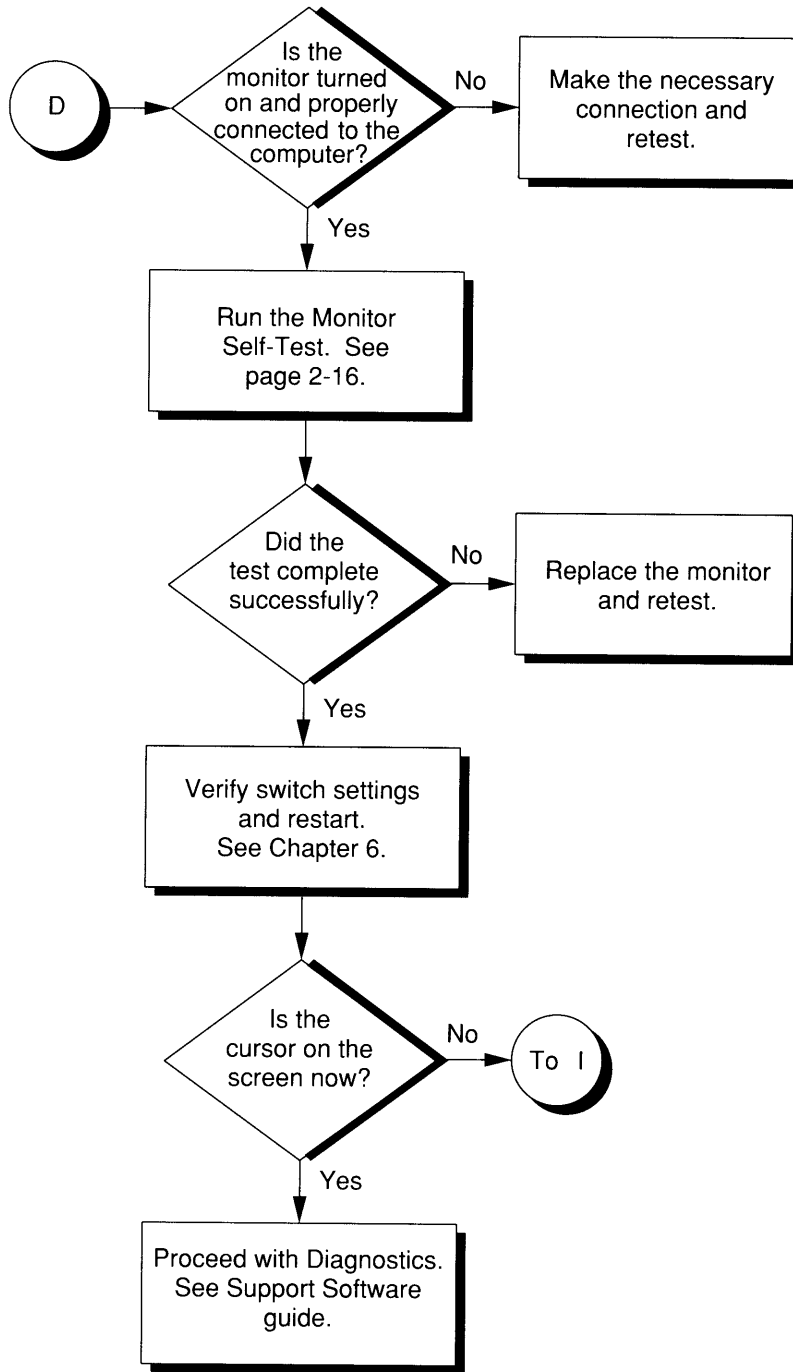 D
Is the
monitor turned
on and properly
connected to the
computer?
No
Make the necessary
connection and
retest.
Yes
Run the Monitor
Self-Test. See
page 2-16.
Did the
test complete
successfully?
No
Replace the monitor
and retest.
Yes
Verify switch settings
and restart.
See Chapter 6.
Is the
cursor on the
screen now?
No
To I
Yes
Proceed with Diagnostics.
See Support Software
guide.